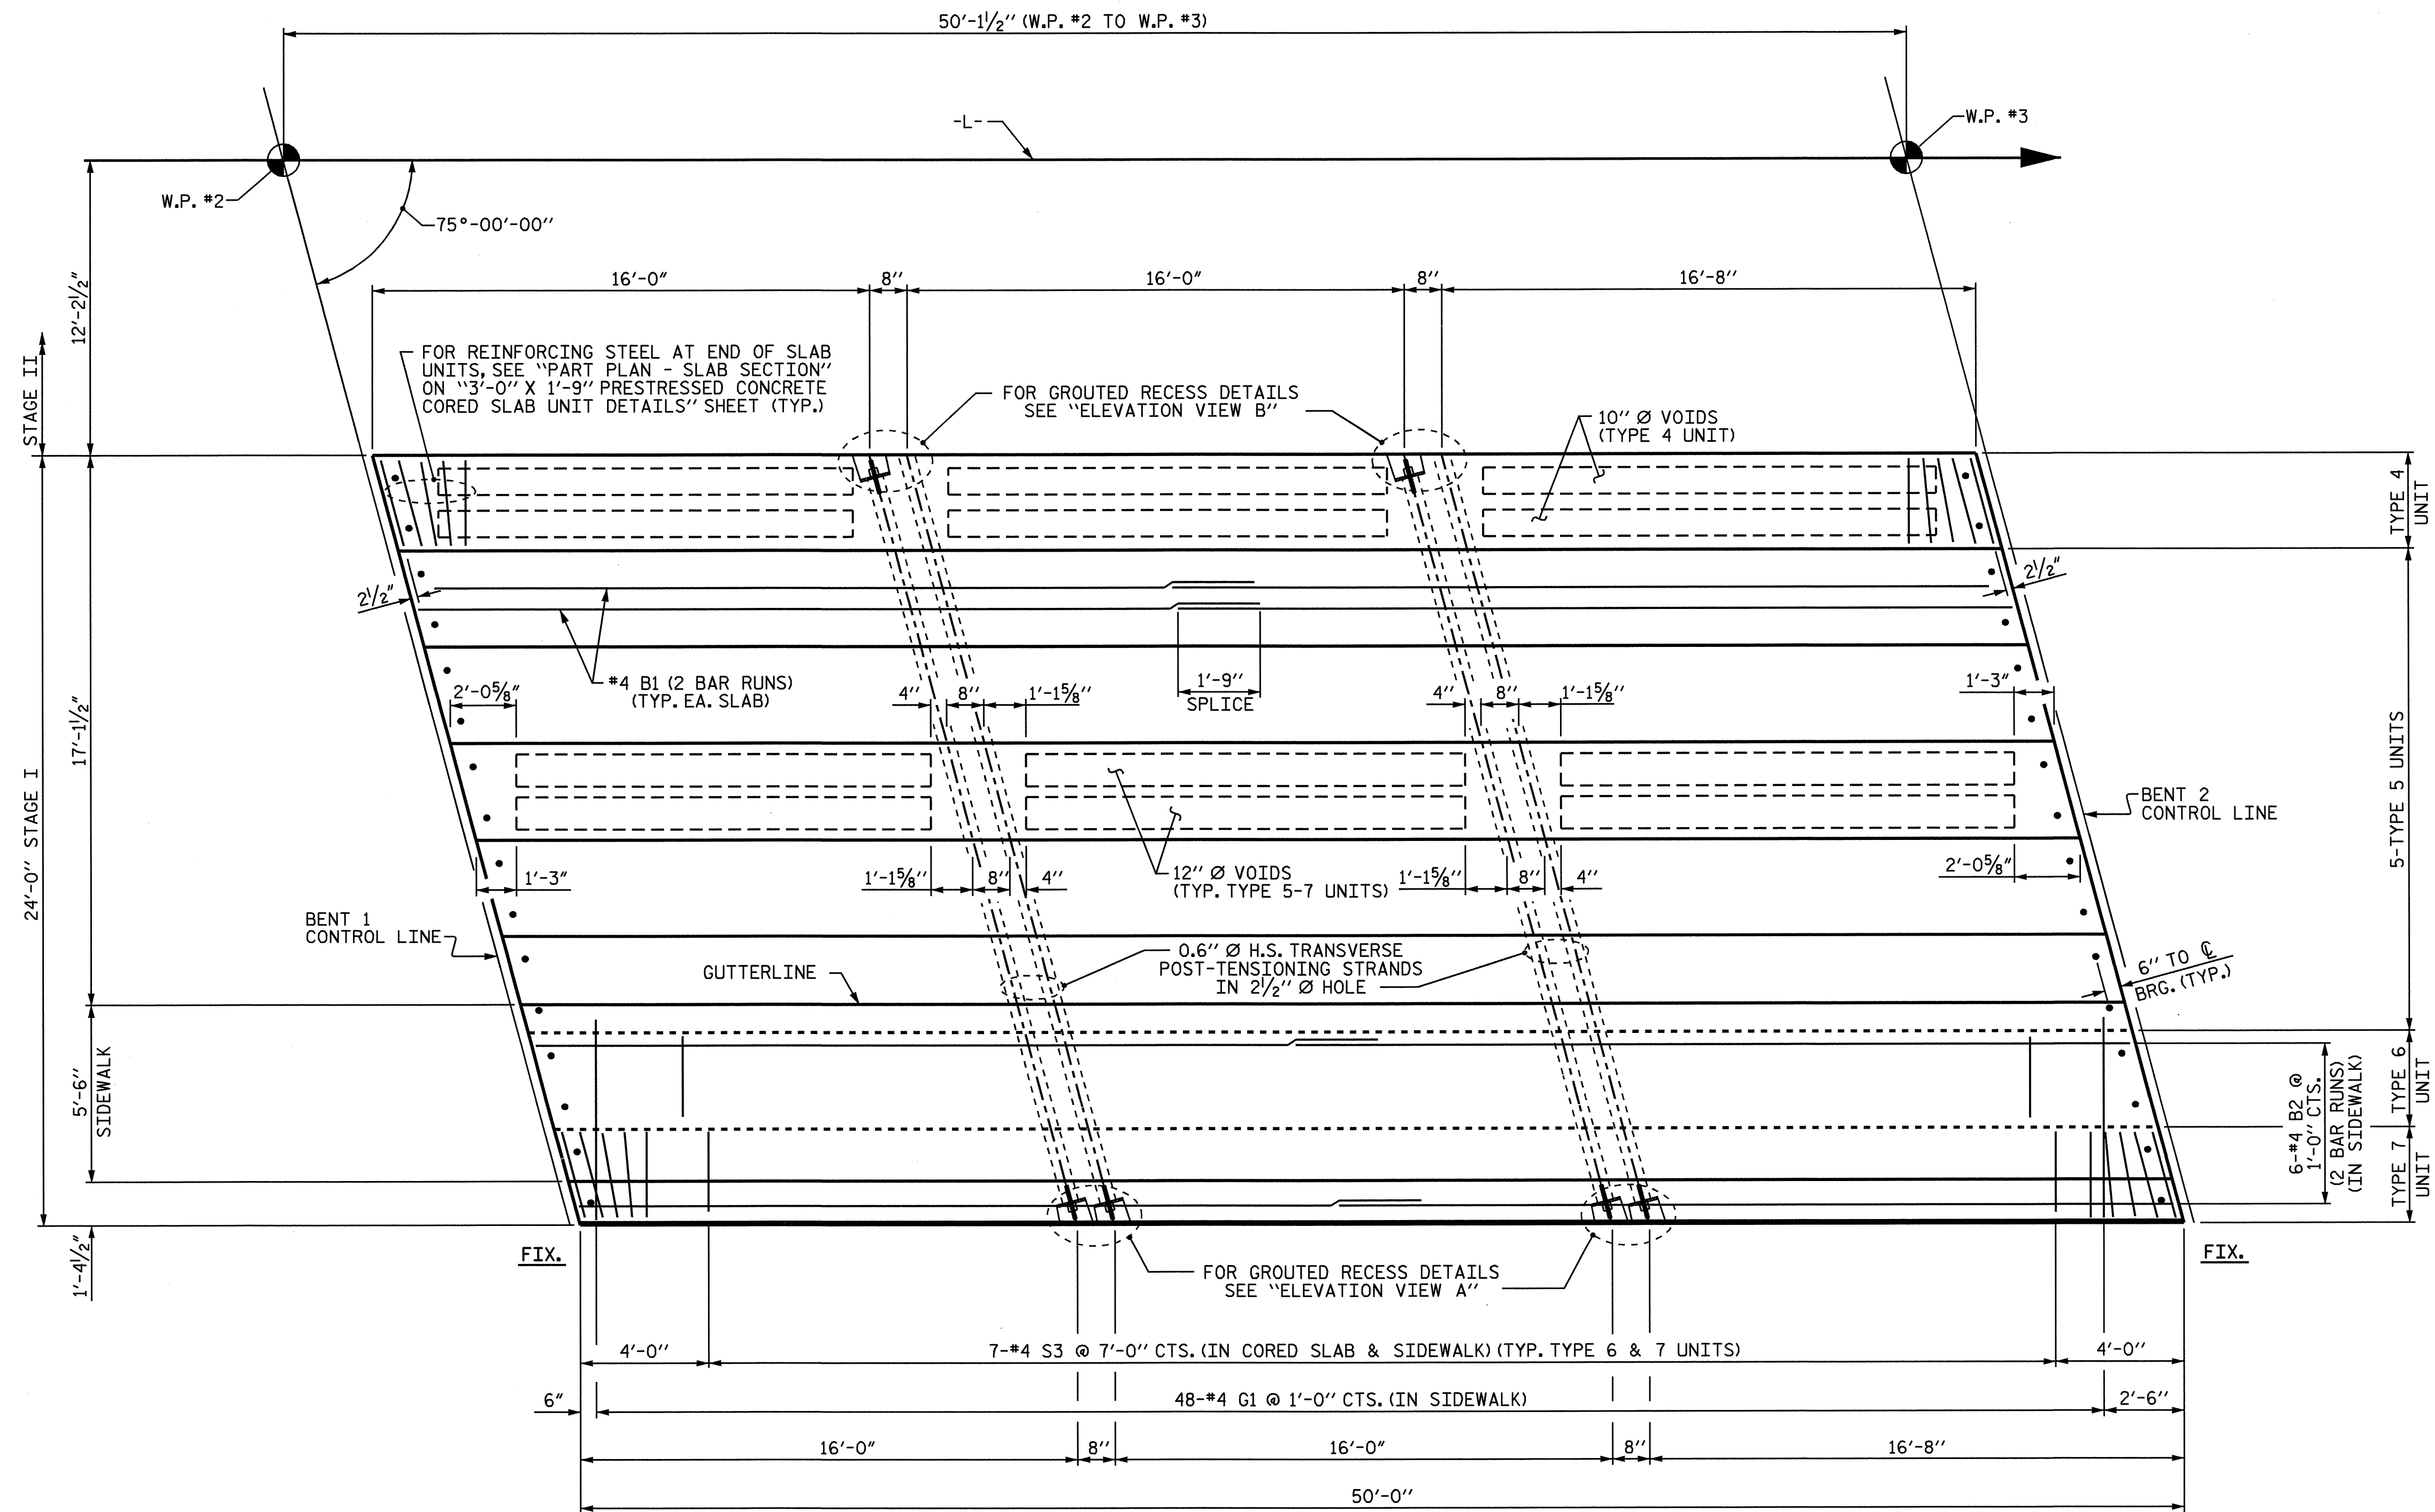 50'-1½" (W.P. #2 TO W.P. #3)
-L-
W.P. #3
W.P. #2
75°-00'-00"
12'-2½"
16'-0"
8"
16'-0"
8"
16'-8"
STAGE II
FOR REINFORCING STEEL AT END OF SLAB
UNITS, SEE "PART PLAN - SLAB SECTION"
ON "3'-0" X 1'-9" PRESTRESSED CONCRETE
CORED SLAB UNIT DETAILS" SHEET (TYP.)
FOR GROUTED RECESS DETAILS
SEE "ELEVATION VIEW B"
10" Ø VOIDS
(TYPE 4 UNIT)
TYPE 4
UNIT
2½"
2½"
#4 B1 (2 BAR RUNS)
(TYP. EA. SLAB)
1'-9"
SPLICE
2'-0⅝"
4"
8"
1'-1⅝"
4"
8"
1'-1⅝"
1'-3"
17'-1½"
24'-0" STAGE I
5-TYPE 5 UNITS
BENT 2
CONTROL LINE
1'-3"
1'-1⅝"
8"
4"
12" Ø VOIDS
(TYP. TYPE 5-7 UNITS)
1'-1⅝"
8"
4"
2'-0⅝"
BENT 1
CONTROL LINE
GUTTERLINE
0.6" Ø H.S. TRANSVERSE
POST-TENSIONING STRANDS
IN 2½" Ø HOLE
6" TO ℄
BRG. (TYP.)
5'-6"
SIDEWALK
6-#4 B2 @
1'-0" CTS.
(2 BAR RUNS)
(IN SIDEWALK)
TYPE 6
UNIT
TYPE 7
UNIT
1'-4½"
FIX.
FIX.
FOR GROUTED RECESS DETAILS
SEE "ELEVATION VIEW A"
4'-0"
7-#4 S3 @ 7'-0" CTS. (IN CORED SLAB & SIDEWALK) (TYP. TYPE 6 & 7 UNITS)
4'-0"
6"
48-#4 G1 @ 1'-0" CTS. (IN SIDEWALK)
2'-6"
16'-0"
8"
16'-0"
8"
16'-8"
50'-0"